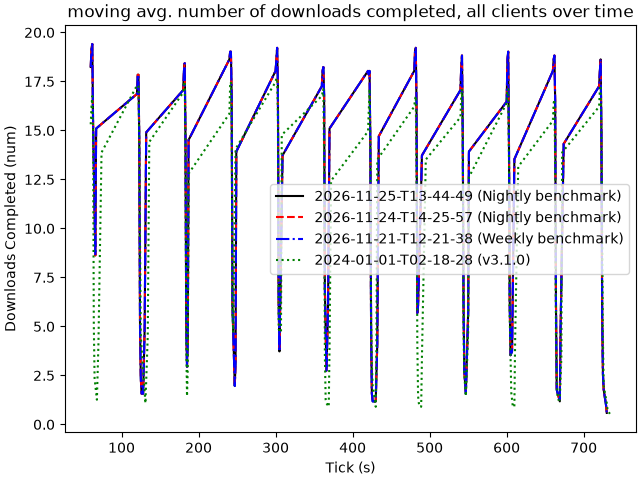 moving avg. number of downloads completed, all clients over time
Downloads Completed (num)
20.0
17.5
15.0
12.5
10.0
7.5
5.0
2.5
0.0
2026-11-25-T13-44-49 (Nightly benchmark)
2026-11-24-T14-25-57 (Nightly benchmark)
2026-11-21-T12-21-38 (Weekly benchmark)
2024-01-01-T02-18-28 (v3.1.0)
100 200 300 400 500 600 700
Tick (s)